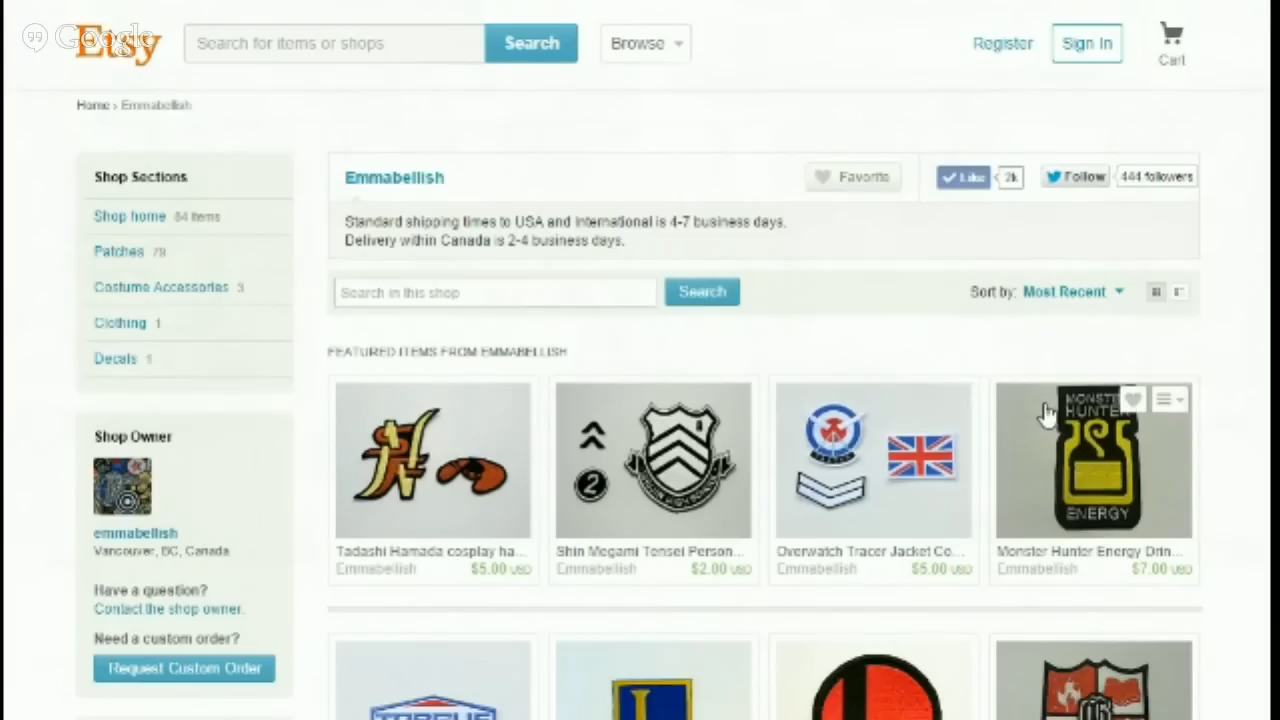 Google
Etsy
Search for items or shops
Search
Browse
Register
Sign In
Cart
Home › Emmabellish
Shop Sections
Shop home 84 items
Patches 79
Costume Accessories 3
Clothing 1
Decals 1
Shop Owner
emmabellish
Vancouver, BC, Canada
Have a question?
Contact the shop owner.
Need a custom order?
Request Custom Order
Emmabellish
Favorite
Like
2k
Follow
444 followers
Standard shipping times to USA and International is 4-7 business days.
Delivery within Canada is 2-4 business days.
Search in this shop
Search
Sort by: Most Recent
FEATURED ITEMS FROM EMMABELLISH
2
MONSTE
HUNTER
ENERGY
Tadashi Hamada cosplay ha...
Emmabellish $5.00 USD
Shin Megami Tensei Person...
Emmabellish $2.00 USD
Overwatch Tracer Jacket Co...
Emmabellish $5.00 USD
Monster Hunter Energy Drin...
Emmabellish $7.00 USD